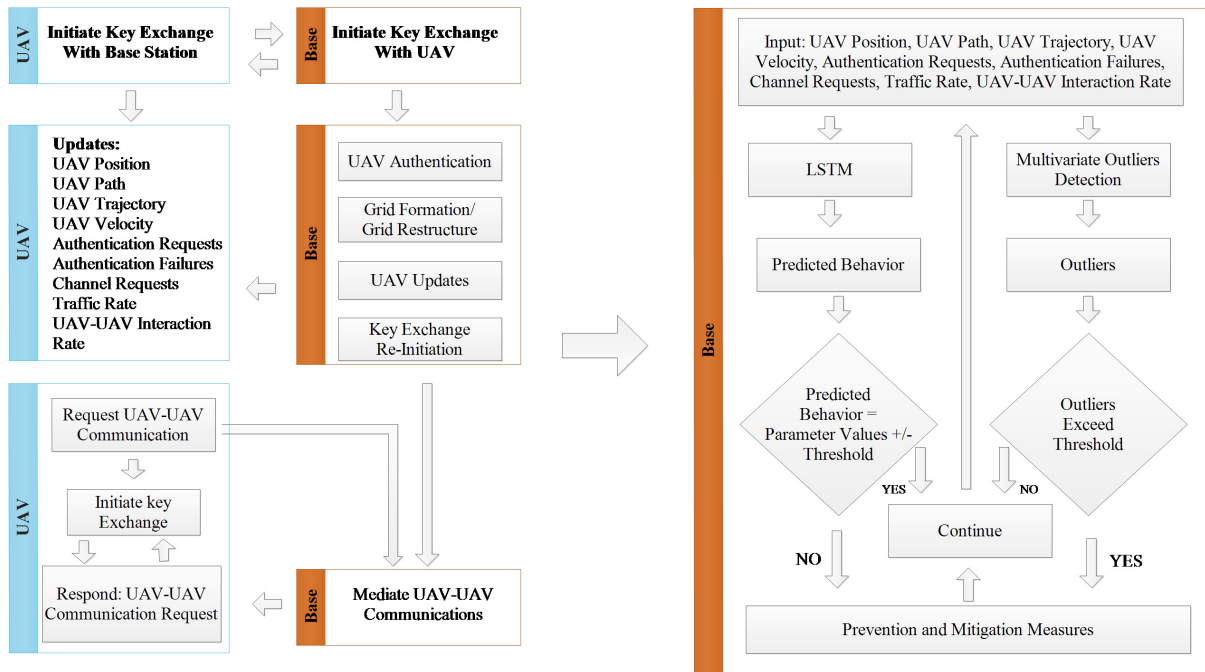 UAV
Initiate Key Exchange
With Base Station
Base
Initiate Key Exchange
With UAV
UAV
Updates:
UAV Position
UAV Path
UAV Trajectory
UAV Velocity
Authentication Requests
Authentication Failures
Channel Requests
Traffic Rate
UAV-UAV Interaction
Rate
Base
UAV Authentication
Grid Formation/
Grid Restructure
UAV Updates
Key Exchange
Re-Initiation
UAV
Request UAV-UAV
Communication
Initiate key
Exchange
Respond: UAV-UAV
Communication Request
Base
Mediate UAV-UAV
Communications
Base
Input: UAV Position, UAV Path, UAV Trajectory, UAV
Velocity, Authentication Requests, Authentication Failures,
Channel Requests, Traffic Rate, UAV-UAV Interaction Rate
LSTM
Multivariate Outliers
Detection
Predicted Behavior
Outliers
Predicted
Behavior =
Parameter Values +/-
Threshold
Outliers
Exceed
Threshold
YES
NO
Continue
NO
YES
Prevention and Mitigation Measures